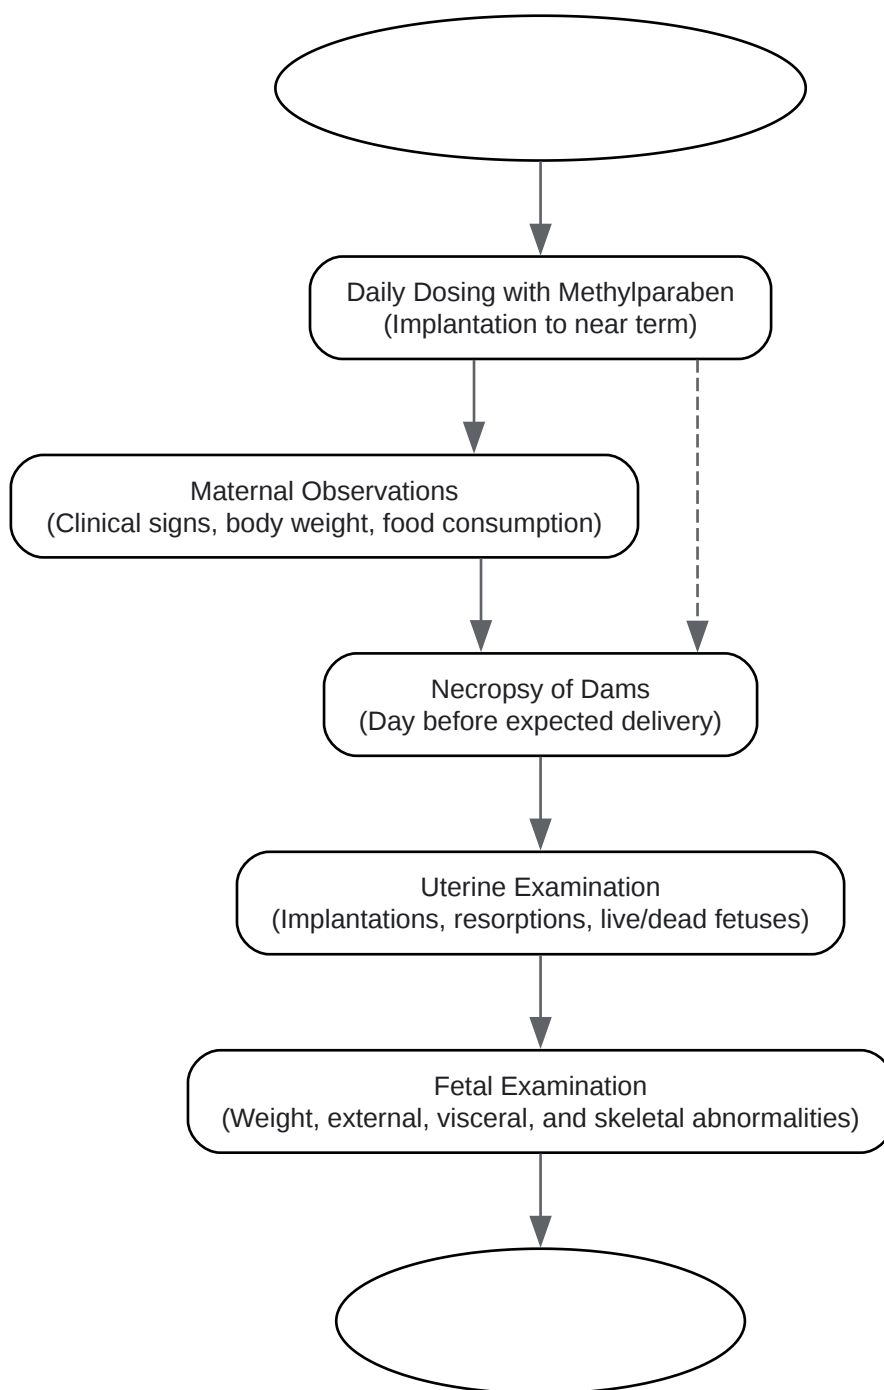 Daily Dosing with Methylparaben
(Implantation to near term)
Maternal Observations
(Clinical signs, body weight, food consumption)
Necropsy of Dams
(Day before expected delivery)
Uterine Examination
(Implantations, resorptions, live/dead fetuses)
Fetal Examination
(Weight, external, visceral, and skeletal abnormalities)